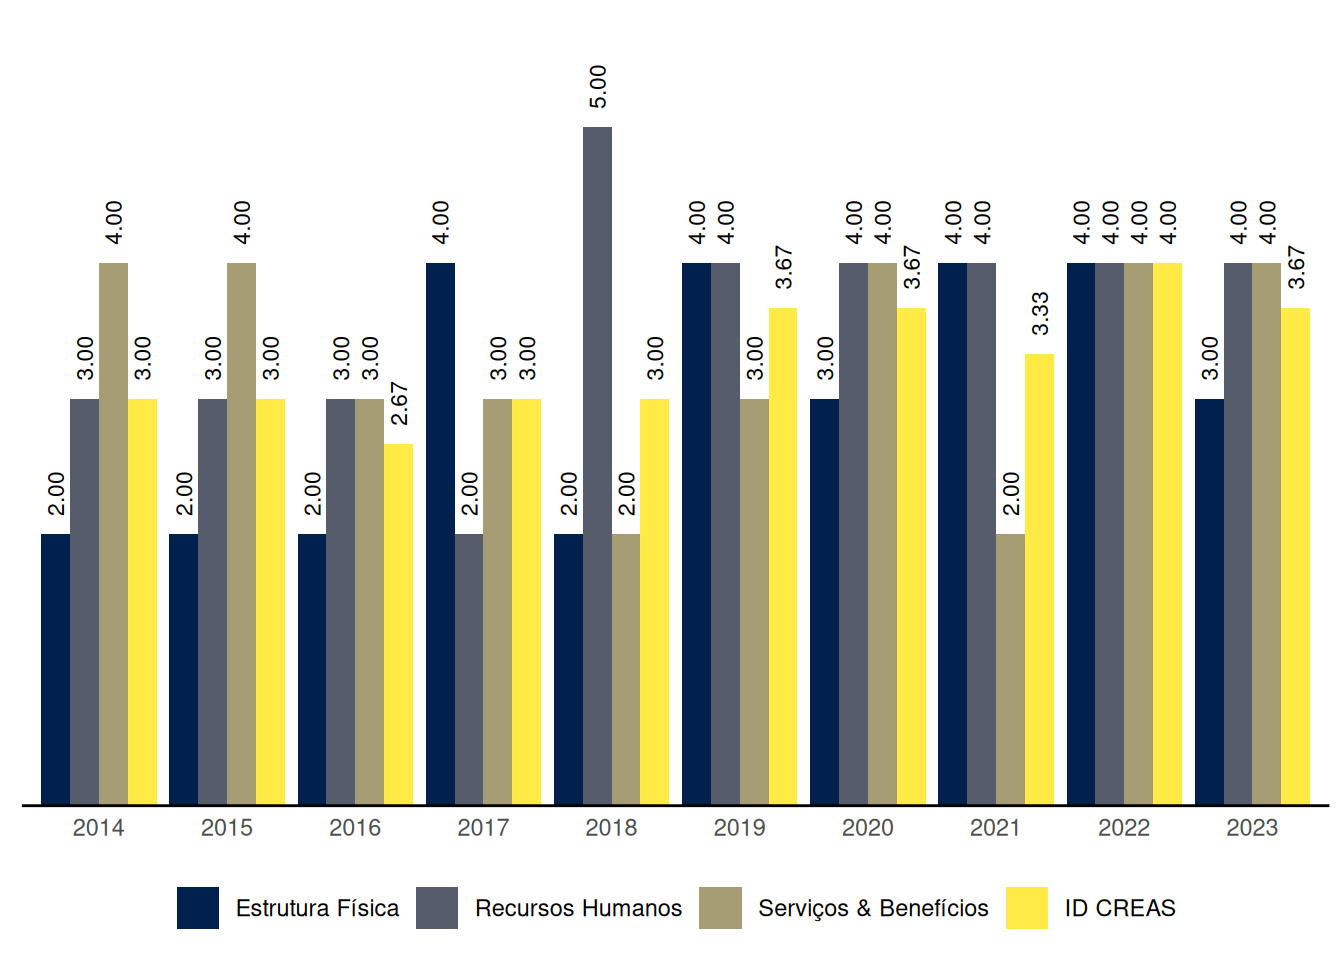 5.00
4.00 4.00 4.00 4.00 4.00 4.00 4.00 4.00 4.00 4.00 4.00 4.00 4.00 4.00 4.00
3.67 3.67 3.67
3.33
3.00 3.00 3.00 3.00 3.00 3.00 3.00 3.00 3.00 3.00 3.00 3.00
2.67
2.00 2.00 2.00 2.00 2.00 2.00 2.00
2014 2015 2016 2017 2018 2019 2020 2021 2022 2023
Estrutura Física Recursos Humanos Serviços & Benefícios ID CREAS